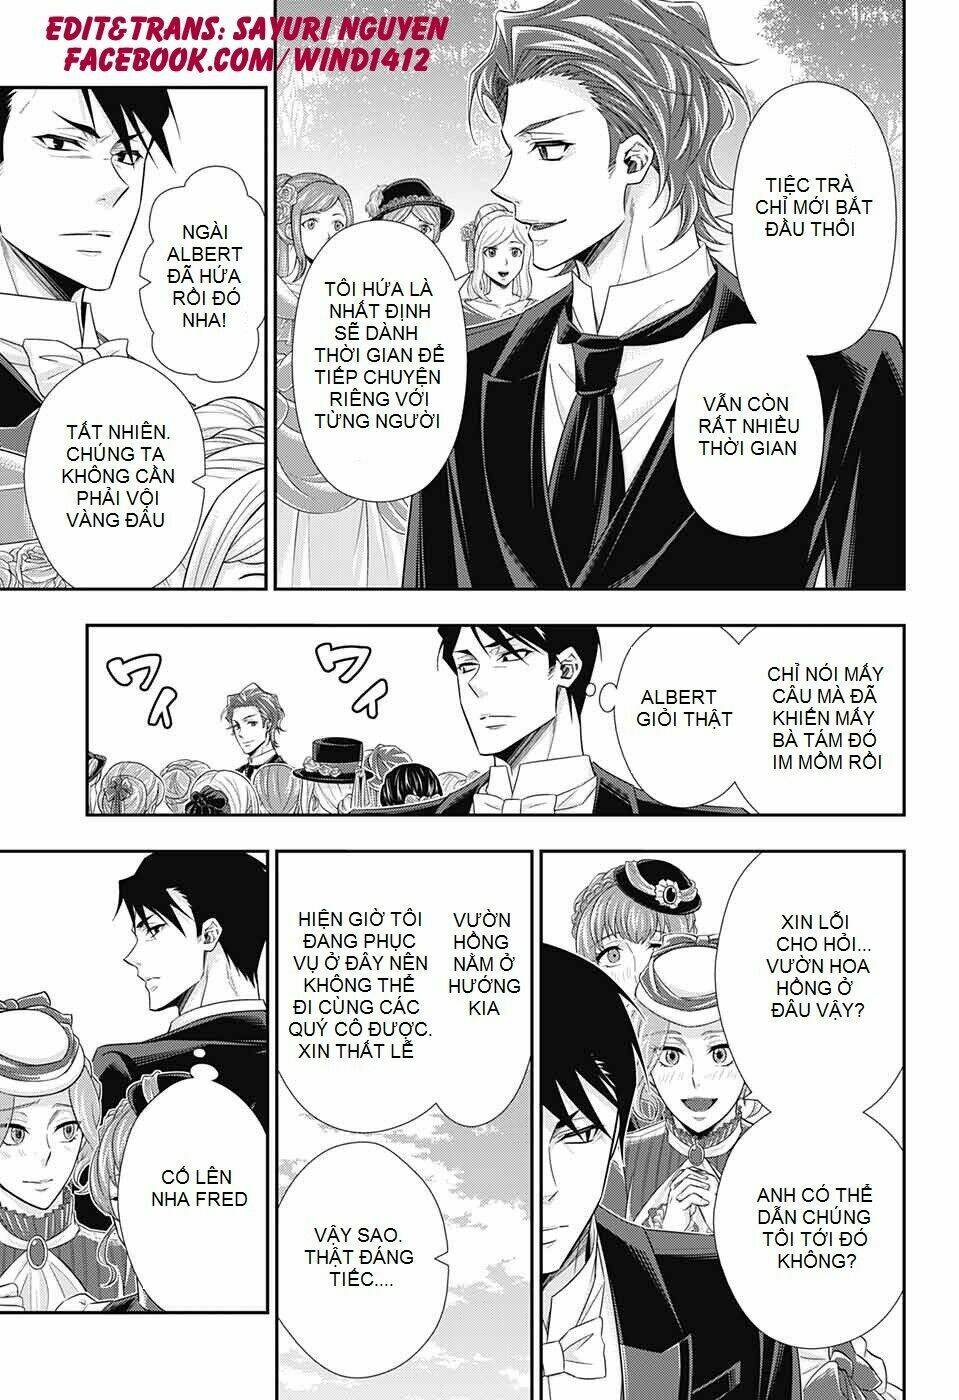 EDIT&TRANS: SAYURI NGUYEN
FACEBOOK.COM/WIND1412
TIỆC TRÀ
CHỈ MỚI BẮT
ĐẦU THÔI
VẪN CÒN
RẤT NHIỀU
THỜI GIAN
TÔI HỨA LÀ
NHẤT ĐỊNH
SẼ DÀNH
THỜI GIAN ĐỂ
TIẾP CHUYỆN
RIÊNG VỚI
TỪNG NGƯỜI
NGÀI
ALBERT
ĐÃ HỨA
RỒI ĐÓ
NHA!
TẤT NHIÊN.
CHÚNG TA
KHÔNG CẦN
PHẢI VỘI
VÀNG ĐÂU
CHỈ NÓI MẤY
CÂU MÀ ĐÃ
KHIẾN MẤY
BÀ TÁM ĐÓ
IM MỒM RỒI
ALBERT
GIỎI THẬT
ワイ
ワイ
XIN LỖI
CHO HỎI...
VƯỜN HOA
HỒNG Ở
ĐÂU VẬY?
ANH CÓ THỂ
DẪN CHÚNG
TÔI TỚI ĐÓ
KHÔNG?
VƯỜN
HỒNG
NẰM Ở
HƯỚNG
KIA
HIỆN GIỜ TÔI
ĐANG PHỤC
VỤ Ở ĐÂY NÊN
KHÔNG THỂ
ĐI CÙNG CÁC
QUÝ CÔ ĐƯỢC.
XIN THẤT LỄ
VẬY SAO.
THẬT ĐÁNG
TIẾC....
CỐ LÊN
NHA FRED